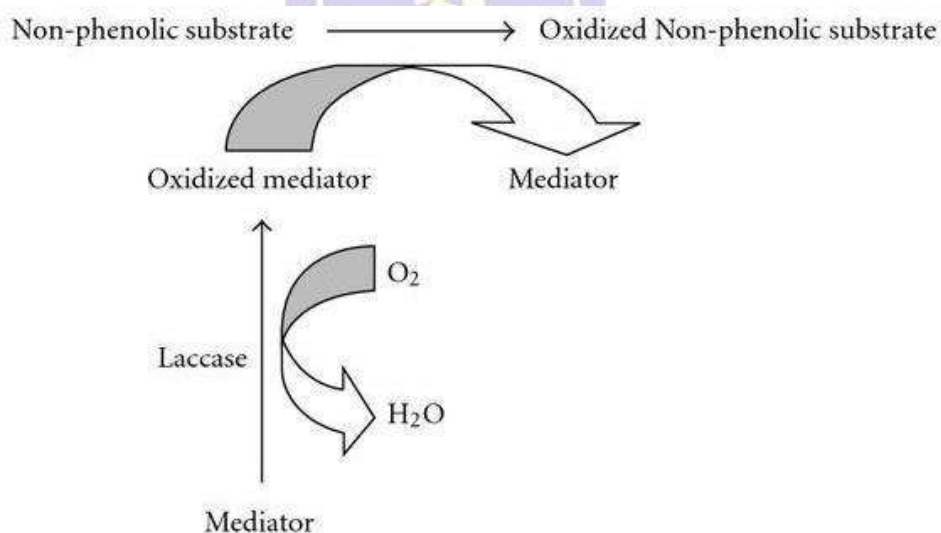 Non-phenolic substrate Oxidized Non-phenolic substrate
Oxidized mediator Mediator
O₂
Laccase
H₂O
Mediator